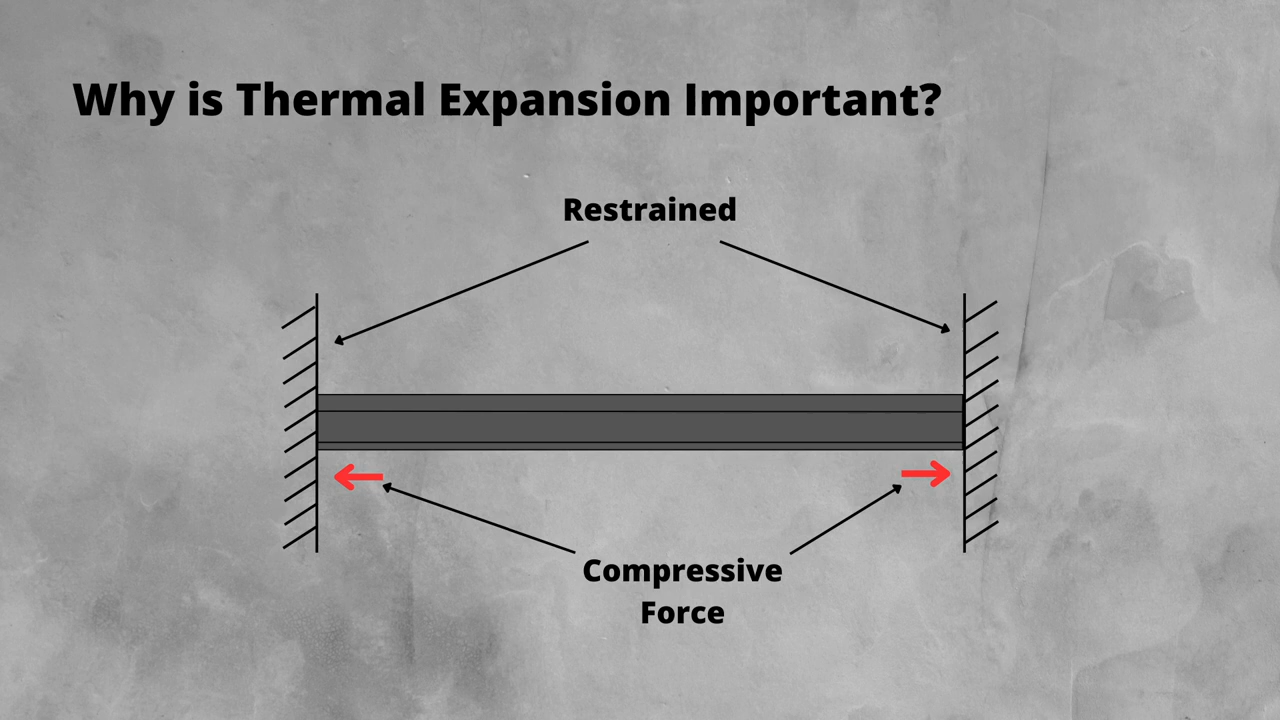 Why is Thermal Expansion Important?
Restrained
Compressive
Force